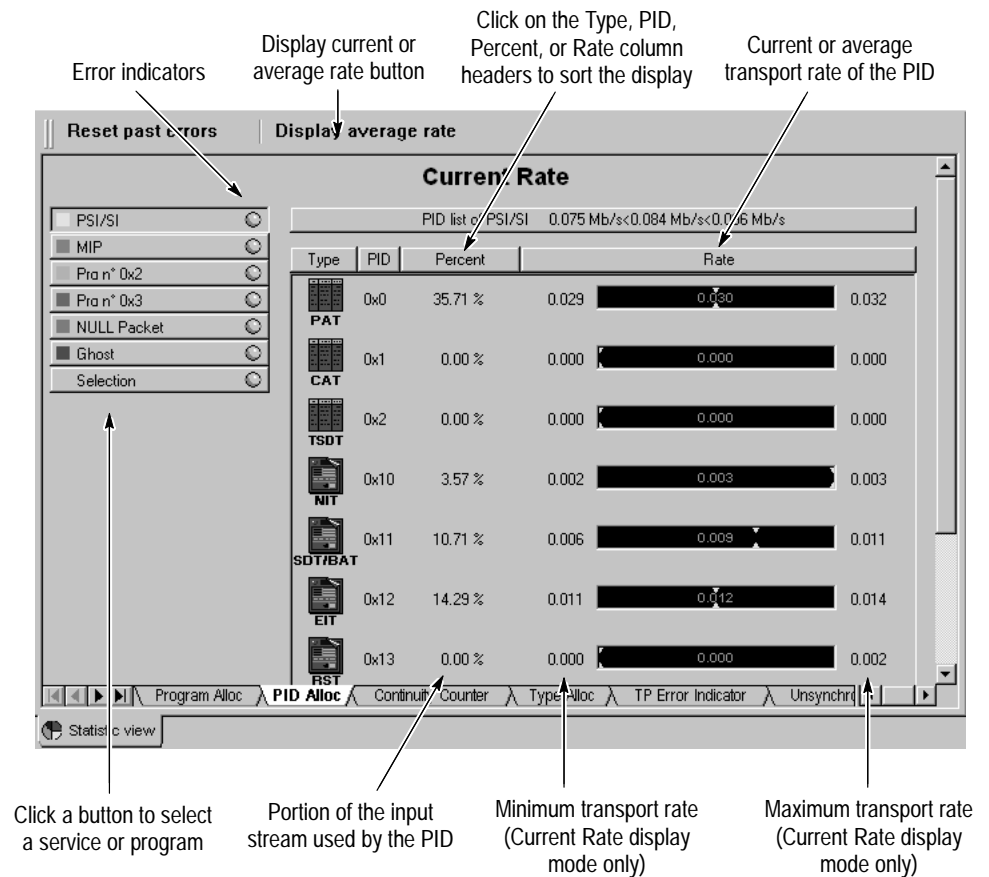 Click on the Type, PID,
Percent, or Rate column
headers to sort the display
Display current or
average rate button
Current or average
transport rate of the PID
Error indicators
Reset past errors
Display average rate
Current Rate
PSI/SI
MIP
Prg n° 0x2
Prg n° 0x3
NULL Packet
Ghost
Selection
PID list of PSI/SI 0.075 Mb/s<0.084 Mb/s<0.096 Mb/s
Type PID Percent Rate
PAT 0x0 35.71 % 0.029 0.030 0.032
CAT 0x1 0.00 % 0.000 0.000 0.000
TSDT 0x2 0.00 % 0.000 0.000 0.000
NIT 0x10 3.57 % 0.002 0.003 0.003
SDT/BAT 0x11 10.71 % 0.006 0.009 0.011
EIT 0x12 14.29 % 0.011 0.012 0.014
RST 0x13 0.00 % 0.000 0.000 0.002
Program Alloc PID Alloc Continuity Counter Type Alloc TP Error Indicator Unsynchro
Statistic view
Click a button to select
a service or program
Portion of the input
stream used by the PID
Minimum transport rate
(Current Rate display
mode only)
Maximum transport rate
(Current Rate display
mode only)